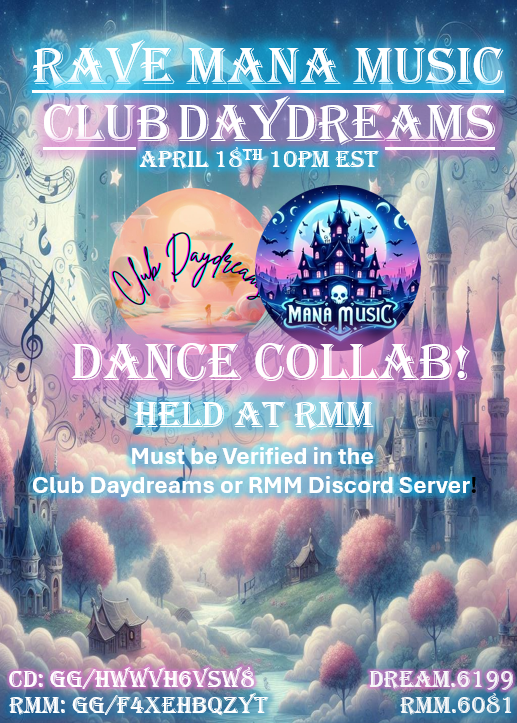 RAVE MANA MUSIC
CLUB DAYDREAMS
APRIL 18TH 10PM EST
Club Daydreams
MANA MUSIC
DANCE COLLAB!
HELD AT RMM
Must be Verified in the
Club Daydreams or RMM Discord Server!
CD: GG/HWWVH6VSW8
DREAM.6199
RMM: GG/F4XEHBQZYT
RMM.6081